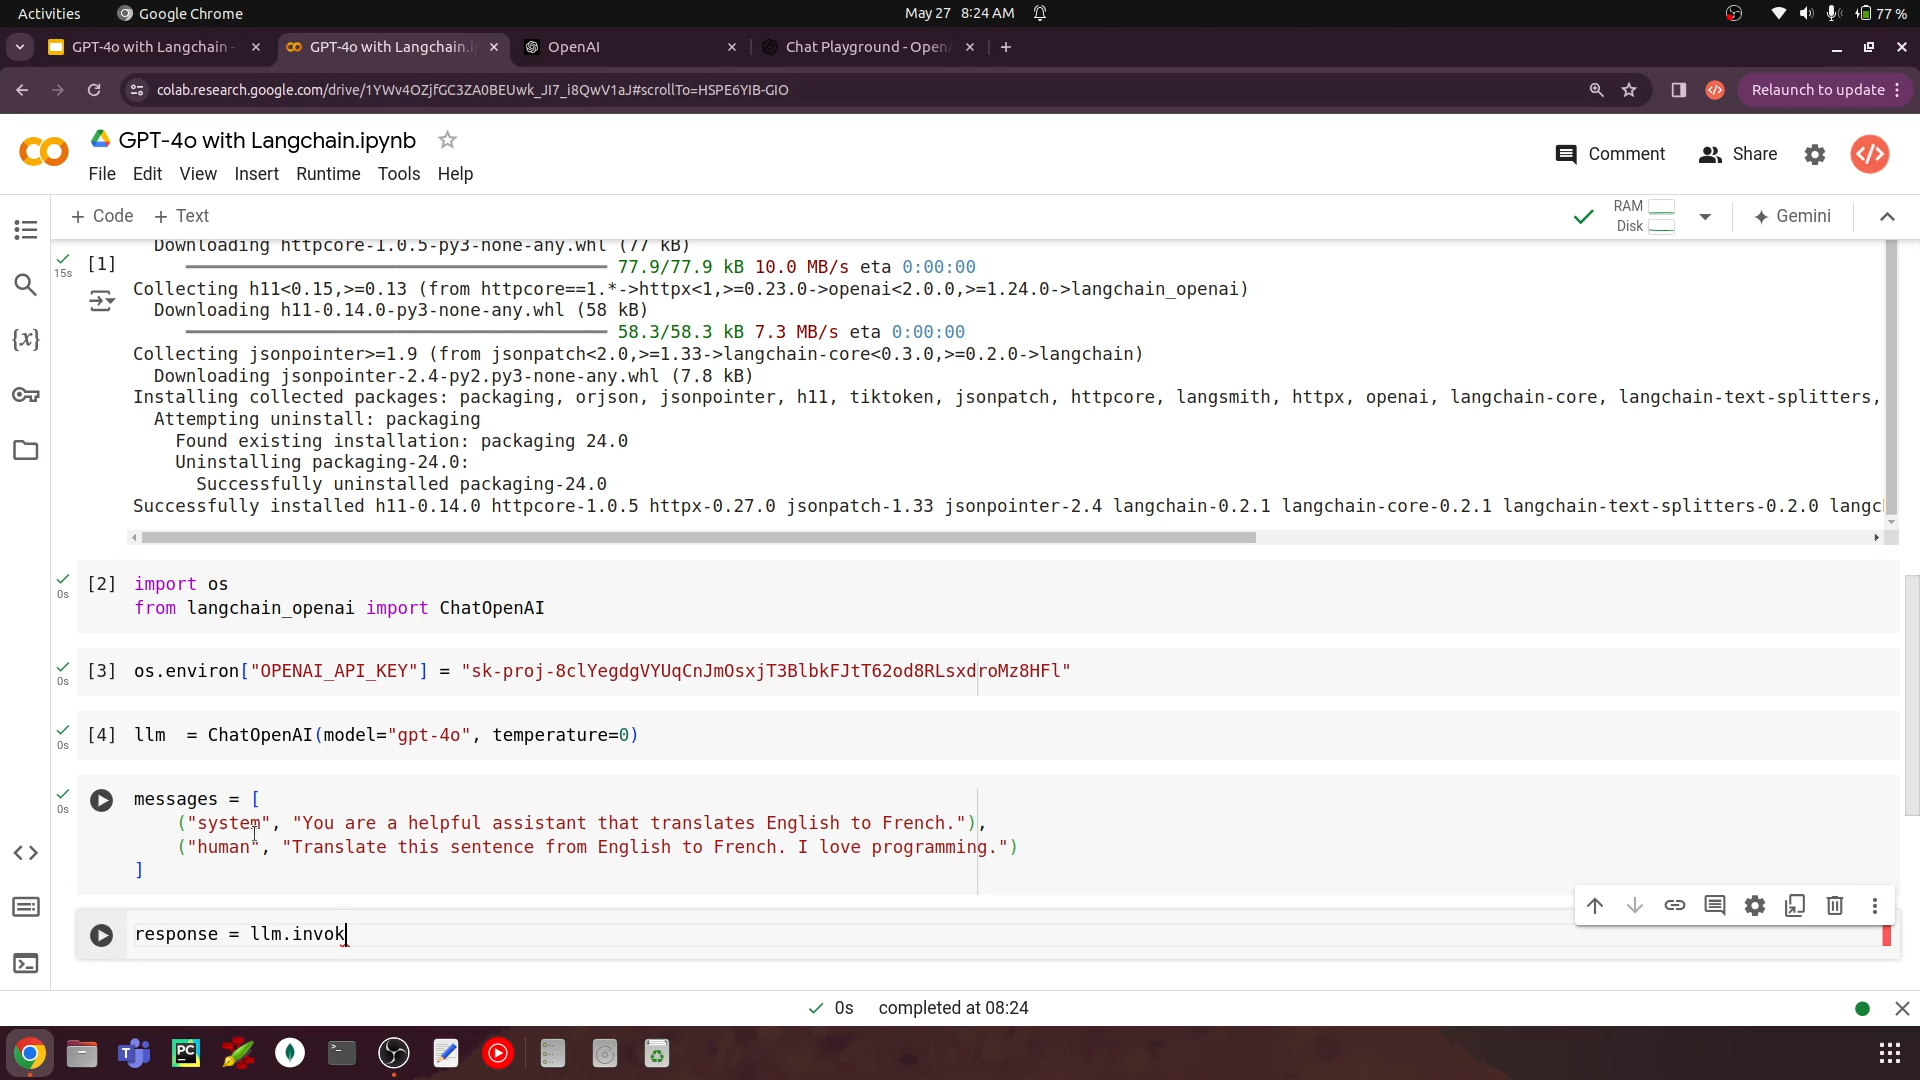 Activities
Google Chrome
May 27 8:24 AM
77 %
GPT-4o with Langchain -
GPT-4o with Langchain.i
OpenAI
Chat Playground - Open
colab.research.google.com/drive/1YWv4OZjfGC3ZA0BEUwk_JI7_i8QwV1aJ#scrollTo=HSPE6YIB-GIO
Relaunch to update
GPT-4o with Langchain.ipynb
Comment
Share
File Edit View Insert Runtime Tools Help
+ Code + Text
RAM
Disk
Gemini
Downloading httpcore-1.0.5-py3-none-any.whl (77 kB)
15s
[1]
77.9/77.9 kB 10.0 MB/s eta 0:00:00
Collecting h11<0.15,>=0.13 (from httpcore==1.*->httpx<1,>=0.23.0->openai<2.0.0,>=1.24.0->langchain_openai)
Downloading h11-0.14.0-py3-none-any.whl (58 kB)
58.3/58.3 kB 7.3 MB/s eta 0:00:00
Collecting jsonpointer>=1.9 (from jsonpatch<2.0,>=1.33->langchain-core<0.3.0,>=0.2.0->langchain)
Downloading jsonpointer-2.4-py2.py3-none-any.whl (7.8 kB)
Installing collected packages: packaging, orjson, jsonpointer, h11, tiktoken, jsonpatch, httpcore, langsmith, httpx, openai, langchain-core, langchain-text-splitters,
Attempting uninstall: packaging
Found existing installation: packaging 24.0
Uninstalling packaging-24.0:
Successfully uninstalled packaging-24.0
Successfully installed h11-0.14.0 httpcore-1.0.5 httpx-0.27.0 jsonpatch-1.33 jsonpointer-2.4 langchain-0.2.1 langchain-core-0.2.1 langchain-text-splitters-0.2.0 langc
0s
[2] import os
from langchain_openai import ChatOpenAI
0s
[3] os.environ["OPENAI_API_KEY"] = "sk-proj-8clYegdgVYUqCnJmOsxjT3BlbkFJtT62od8RLsxdroMz8HFl"
0s
[4] llm  = ChatOpenAI(model="gpt-4o", temperature=0)
0s
messages = [
("system", "You are a helpful assistant that translates English to French."),
("human", "Translate this sentence from English to French. I love programming.")
]
response = llm.invok
0s completed at 08:24